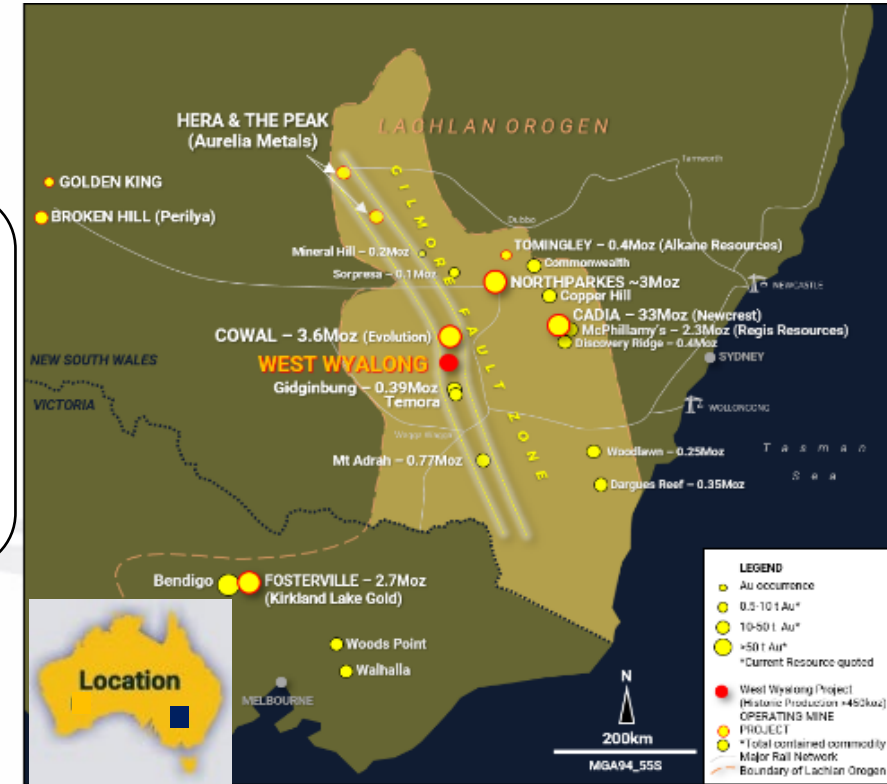 LACHLAN OROGEN
HERA & THE PEAK
(Aurelia Metals)
GOLDEN KING
BROKEN HILL (Perilya)
GILMORE FAULT ZONE
Tamworth
Dubbo
Mineral Hill – 0.2Moz
Sorpresa – 0.1Moz
TOMINGLEY – 0.4Moz (Alkane Resources)
Commonwealth
NORTHPARKES ~3Moz
Copper Hill
NEWCASTLE
CADIA – 33Moz (Newcrest)
McPhillamy's – 2.3Moz (Regis Resources)
Discovery Ridge – 0.4Moz
COWAL – 3.6Moz (Evolution)
WEST WYALONG
SYDNEY
NEW SOUTH WALES
VICTORIA
Gidginbung – 0.39Moz
Temora
WOLLONGONG
Wagga Wagga
Mt Adrah – 0.77Moz
Woodlawn – 0.25Moz
Dargues Reef – 0.35Moz
Tasman
Sea
Bendigo
FOSTERVILLE – 2.7Moz
(Kirkland Lake Gold)
Woods Point
Walhalla
MELBOURNE
Location
N
200km
MGA94_55S
LEGEND
Au occurrence
0.5-10 t Au*
10-50 t Au*
>50 t Au*
*Current Resource quoted
West Wyalong Project
(Historic Production >450koz)
OPERATING MINE
PROJECT
*Total contained commodity
Major Rail Network
Boundary of Lachlan Orogen